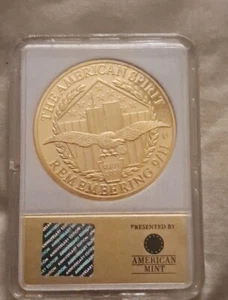 THE AMERICAN SPIRIT
REMEMBERING 9/11
PRESENTED BY
AMERICAN
MINT